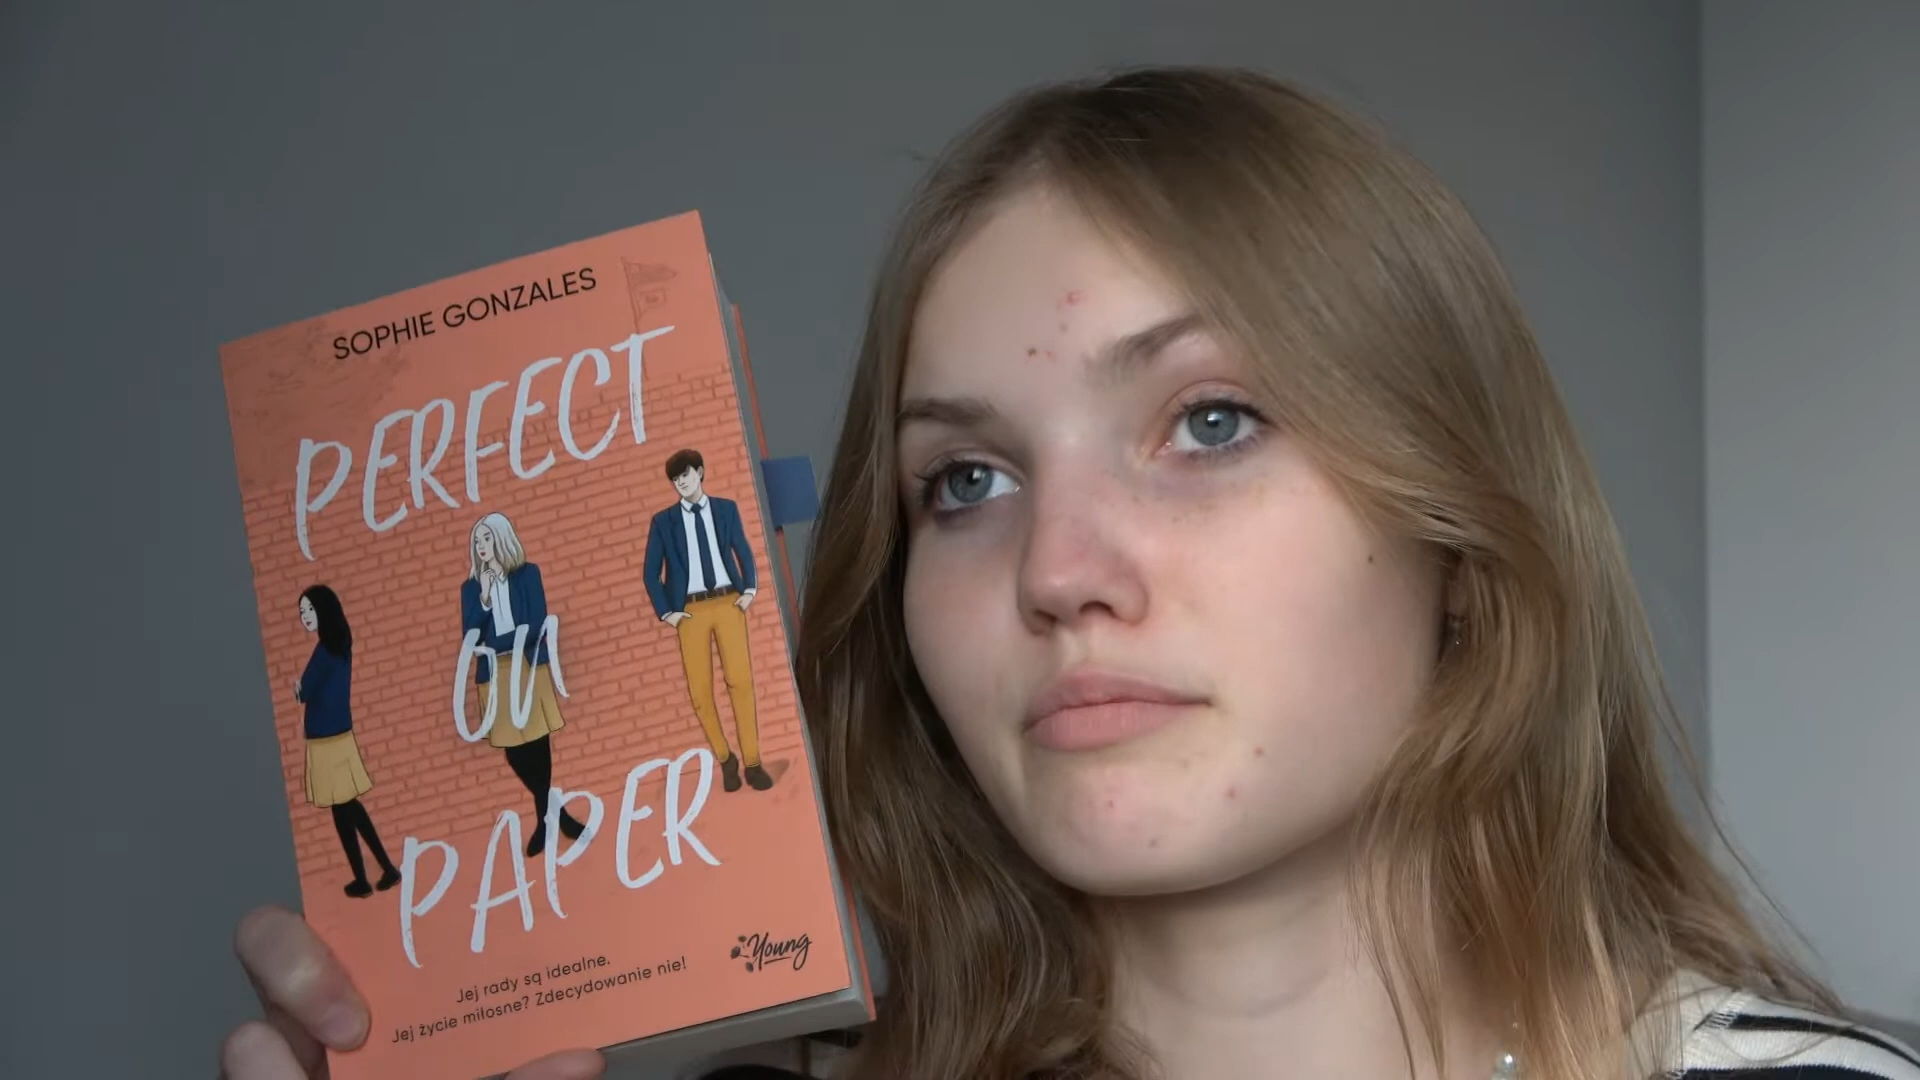 SOPHIE GONZALES
PERFECT
on
PAPER
Jej rady są idealne.
Jej życie miłosne? Zdecydowanie nie!
Young